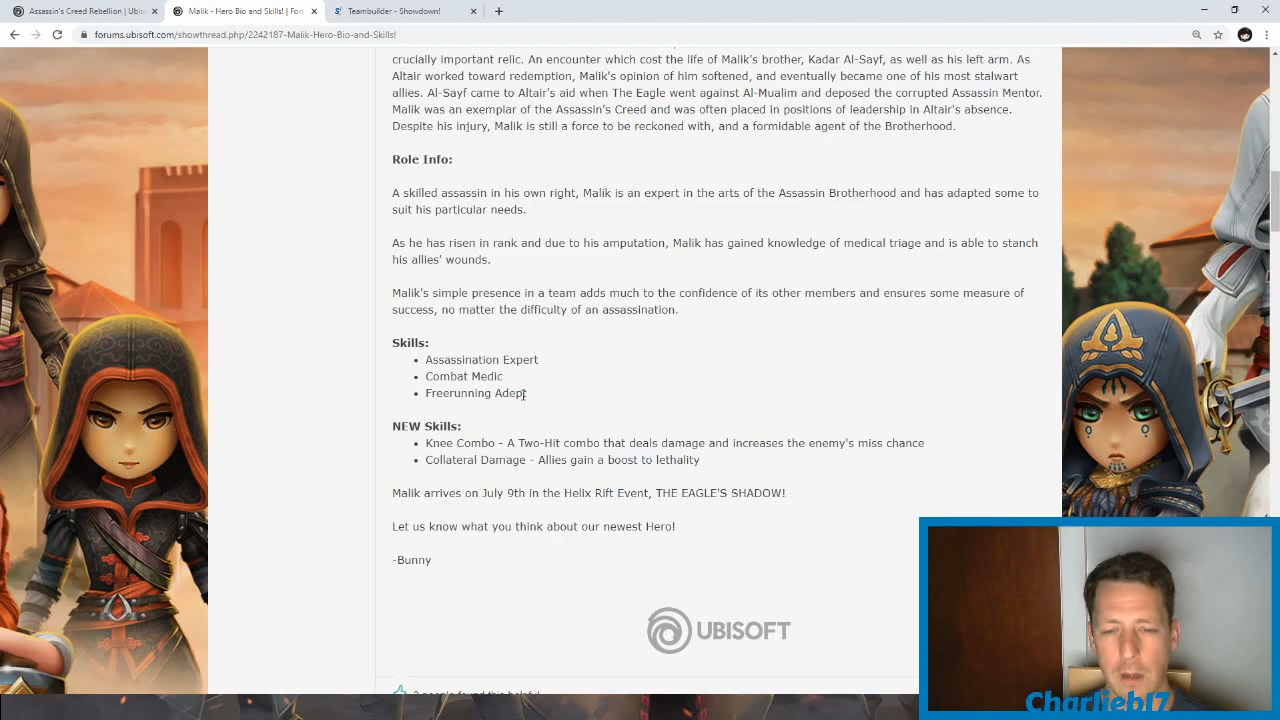 Assassin's Creed Rebellion | Ubis
Malik - Hero Bio and Skills! | For
Teambuilder - Showdown!
forums.ubisoft.com/showthread.php/2242187-Malik-Hero-Bio-and-Skills!
crucially important relic. An encounter which cost the life of Malik's brother, Kadar Al-Sayf, as well as his left arm. As
Altair worked toward redemption, Malik's opinion of him softened, and eventually became one of his most stalwart
allies. Al-Sayf came to Altair's aid when The Eagle went against Al-Mualim and deposed the corrupted Assassin Mentor.
Malik was an exemplar of the Assassin's Creed and was often placed in positions of leadership in Altair's absence.
Despite his injury, Malik is still a force to be reckoned with, and a formidable agent of the Brotherhood.
Role Info:
A skilled assassin in his own right, Malik is an expert in the arts of the Assassin Brotherhood and has adapted some to
suit his particular needs.
As he has risen in rank and due to his amputation, Malik has gained knowledge of medical triage and is able to stanch
his allies' wounds.
Malik's simple presence in a team adds much to the confidence of its other members and ensures some measure of
success, no matter the difficulty of an assassination.
Skills:
• Assassination Expert
• Combat Medic
• Freerunning Adept
NEW Skills:
• Knee Combo - A Two-Hit combo that deals damage and increases the enemy's miss chance
• Collateral Damage - Allies gain a boost to lethality
Malik arrives on July 9th in the Helix Rift Event, THE EAGLE'S SHADOW!
Let us know what you think about our newest Hero!
-Bunny
UBISOFT
people found this helpful
Charlieb17